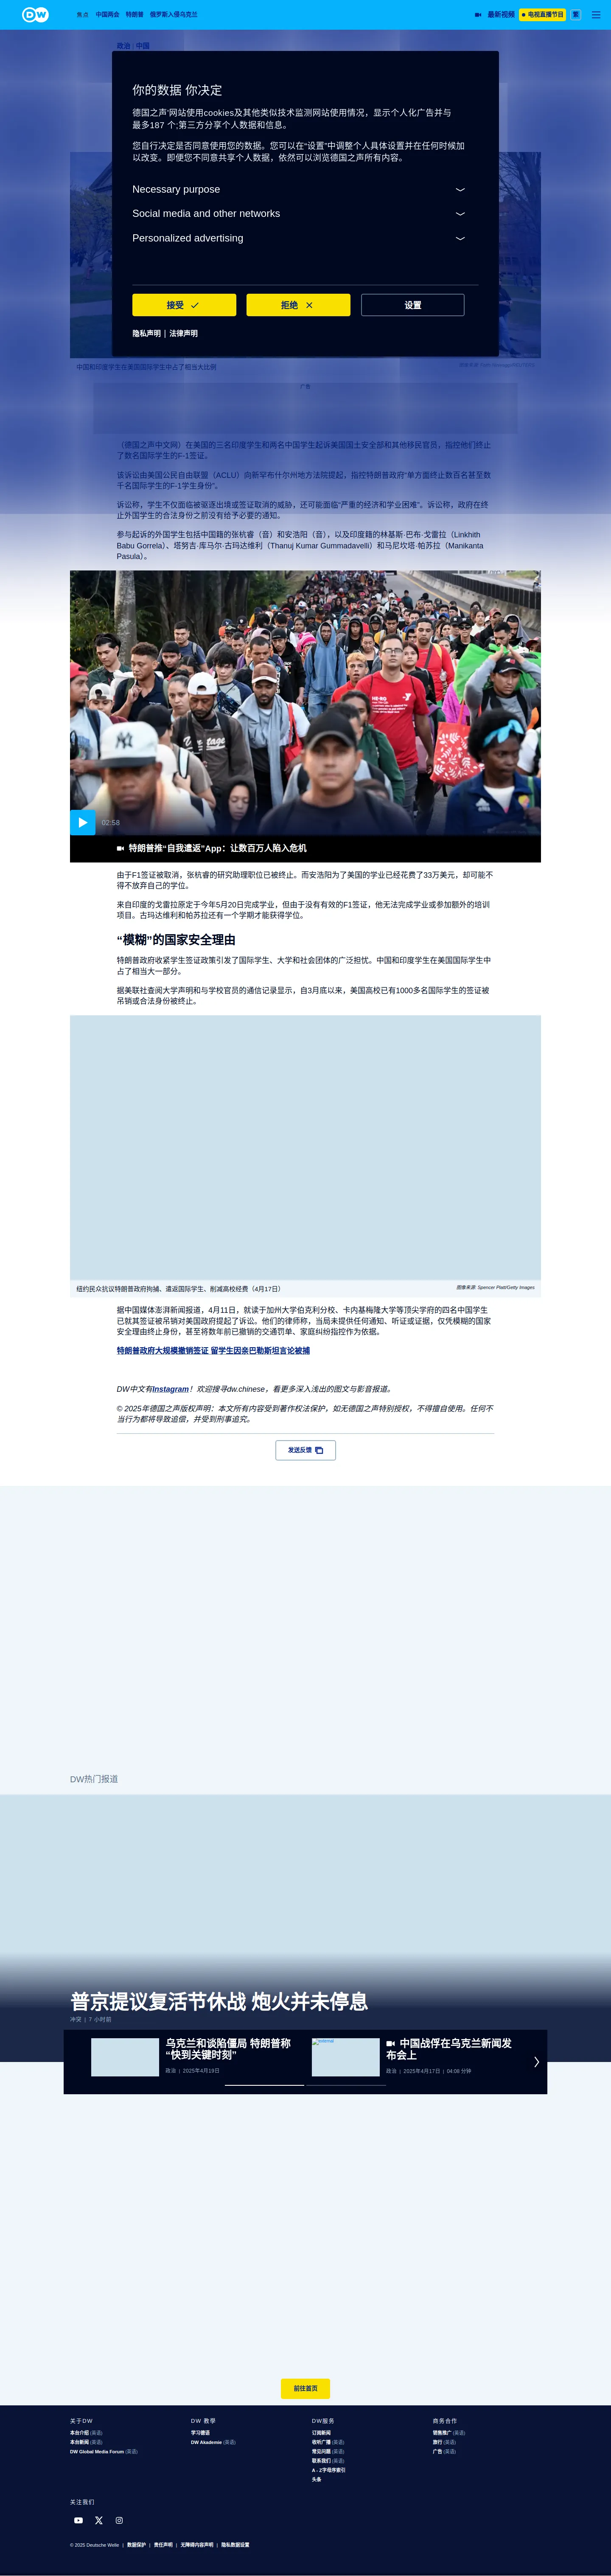 DW
焦点
中国两会
特朗普
俄罗斯入侵乌克兰
最新视频
电视直播节目
繁
政治
中国
你的数据 你决定
德国之声'网站使用cookies及其他类似技术监测网站使用情况，显示个人化广告并与
最多187 个;第三方分享个人数据和信息。
您自行决定是否同意使用您的数据。您可以在“设置”中调整个人具体设置并在任何时候加
以改变。即便您不同意共享个人数据，依然可以浏览德国之声所有内容。
Necessary purpose
Social media and other networks
Personalized advertising
接受
拒绝
设置
隐私声明 | 法律声明
中国和印度学生在美国国际学生中占了相当大比例
广告
（德国之声中文网）在美国的三名印度学生和两名中国学生起诉美国国土安全部和其他移民官员，指控他们终止
了数名国际学生的F-1签证。
该诉讼由美国公民自由联盟（ACLU）向新罕布什尔州地方法院提起，指控特朗普政府“单方面终止数百名甚至数
千名国际学生的F-1学生身份”。
诉讼称，学生不仅面临被驱逐出境或签证取消的威胁，还可能面临“严重的经济和学业困难”。诉讼称，政府在终
止外国学生的合法身份之前没有给予必要的通知。
参与起诉的外国学生包括中国籍的张杭睿（音）和安浩阳（音），以及印度籍的林基斯·巴布·戈雷拉（Linkhith
Babu Gorrela）、塔努吉·库马尔·古玛达维利（Thanuj Kumar Gummadavelli）和马尼坎塔·帕苏拉（Manikanta
Pasula）。
02:58
特朗普推“自我遣返”App：让数百万人陷入危机
由于F1签证被取消，张杭睿的研究助理职位已被终止。而安浩阳为了美国的学业已经花费了33万美元，却可能不
得不放弃自己的学位。
来自印度的戈雷拉原定于今年5月20日完成学业，但由于没有有效的F1签证，他无法完成学业或参加额外的培训
项目。古玛达维利和帕苏拉还有一个学期才能获得学位。
“模糊”的国家安全理由
特朗普政府收紧学生签证政策引发了国际学生、大学和社会团体的广泛担忧。中国和印度学生在美国国际学生中
占了相当大一部分。
据美联社查阅大学声明和与学校官员的通信记录显示，自3月底以来，美国高校已有1000多名国际学生的签证被
吊销或合法身份被终止。
纽约民众抗议特朗普政府拘捕、遣返国际学生、削减高校经费（4月17日）
图像来源: Spencer Platt/Getty Images
据中国媒体澎湃新闻报道，4月11日，就读于加州大学伯克利分校、卡内基梅隆大学等顶尖学府的四名中国学生
已就其签证被吊销对美国政府提起了诉讼。他们的律师称，当局未提供任何通知、听证或证据，仅凭模糊的国家
安全理由终止身份，甚至将数年前已撤销的交通罚单、家庭纠纷指控作为依据。
特朗普政府大规模撤销签证 留学生因亲巴勒斯坦言论被捕
DW中文有Instagram！欢迎搜寻dw.chinese，看更多深入浅出的图文与影音报道。
© 2025年德国之声版权声明：本文所有内容受到著作权法保护，如无德国之声特别授权，不得擅自使用。任何不
当行为都将导致追偿，并受到刑事追究。
发送反馈
DW热门报道
普京提议复活节休战 炮火并未停息
冲突 | 7 小时前
乌克兰和谈陷僵局 特朗普称
“快到关键时刻”
政治 | 2025年4月19日
中国战俘在乌克兰新闻发
布会上
政治 | 2025年4月17日 | 04:08 分钟
前往首页
关于DW
本台介绍 (英语)
本台新闻 (英语)
DW Global Media Forum (英语)
DW 教學
学习德语
DW Akademie (英语)
DW服务
订阅新闻
收听广播 (英语)
常见问题 (英语)
联系我们 (英语)
A - Z字母序索引
头条
商务合作
销售推广 (英语)
旅行 (英语)
广告 (英语)
关注我们
© 2025 Deutsche Welle | 数据保护 | 责任声明 | 无障碍内容声明 | 隐私数据设置